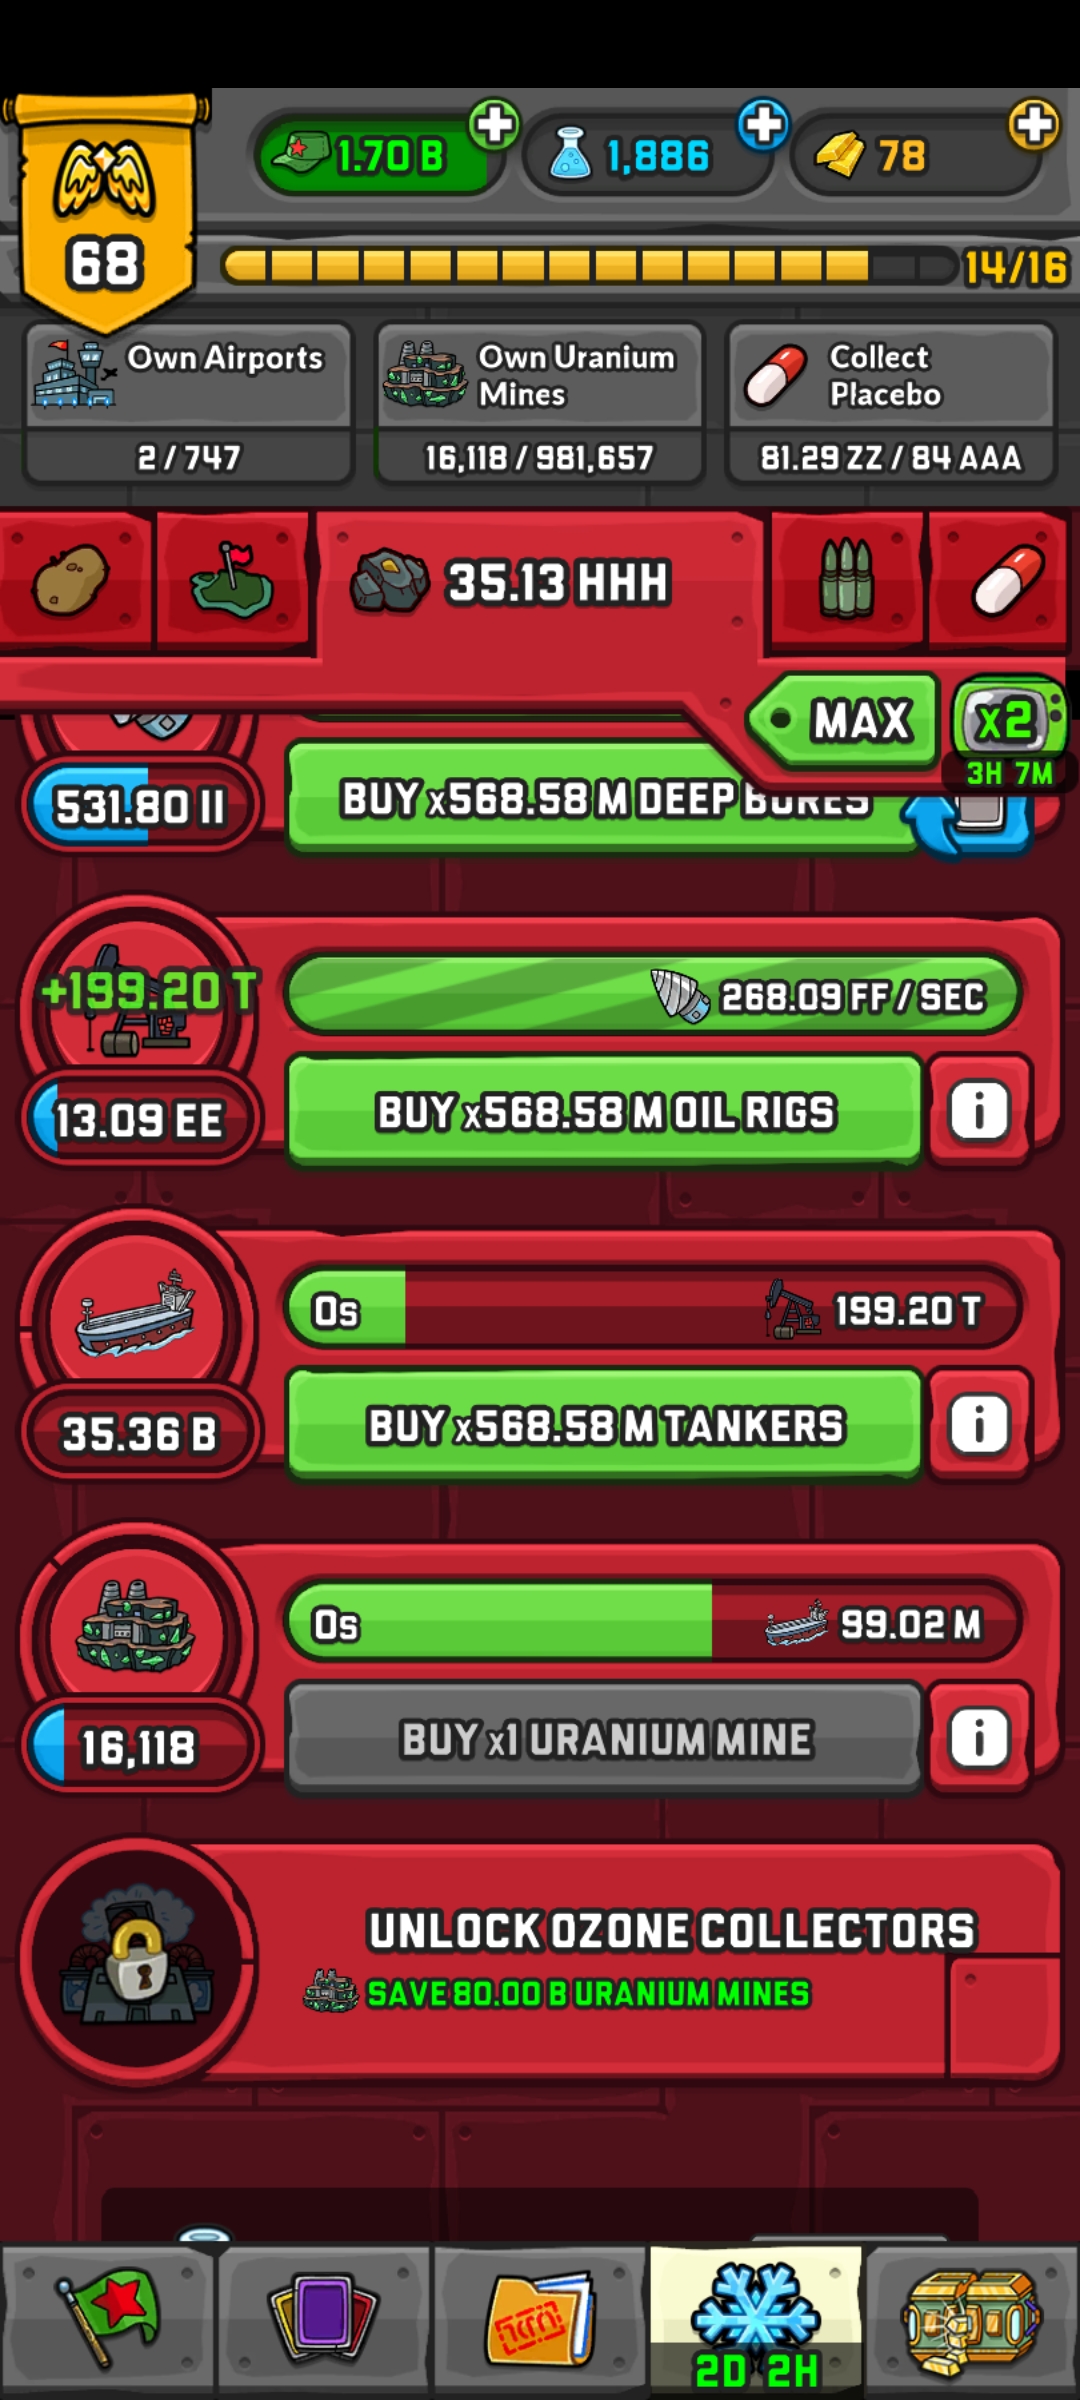 1.70 B
1,886
78
68
14/16
Own Airports
2 / 747
Own Uranium
Mines
16,118 / 981,657
Collect
Placebo
81.29 ZZ / 84 AAA
35.13 HHH
MAX
x2
3H 7M
531.80 II
BUY x568.58 M DEEP BORES
+199.20 T
268.09 FF / SEC
13.09 EE
BUY x568.58 M OIL RIGS
i
0s
199.20 T
35.36 B
BUY x568.58 M TANKERS
i
0s
99.02 M
16,118
BUY x1 URANIUM MINE
i
UNLOCK OZONE COLLECTORS
SAVE 80.00 B URANIUM MINES
2D 2H